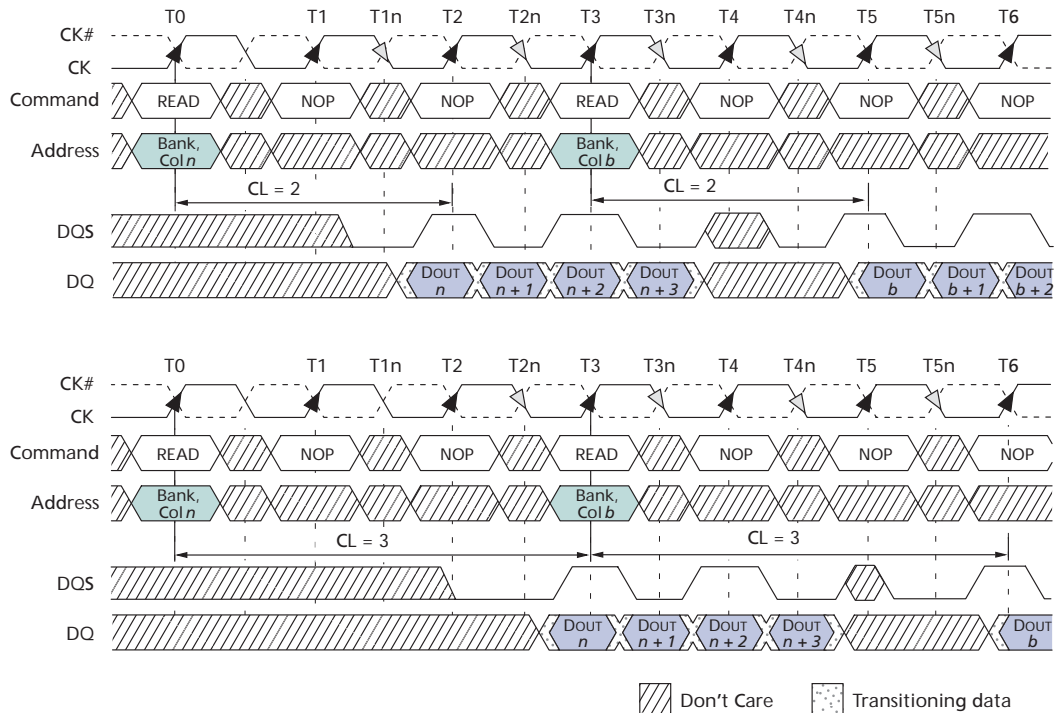 T0 T1 T1n T2 T2n T3 T3n T4 T4n T5 T5n T6
CK#
CK
Command READ NOP NOP READ NOP NOP NOP
Address Bank, Col n Bank, Col b
CL = 2 CL = 2
DQS
DQ DOUT n DOUT n + 1 DOUT n + 2 DOUT n + 3 DOUT b DOUT b + 1 DOUT b + 2
T0 T1 T1n T2 T2n T3 T3n T4 T4n T5 T5n T6
CK#
CK
Command READ NOP NOP READ NOP NOP NOP
Address Bank, Col n Bank, Col b
CL = 3 CL = 3
DQS
DQ DOUT n DOUT n + 1 DOUT n + 2 DOUT n + 3 DOUT b
Don't Care Transitioning data